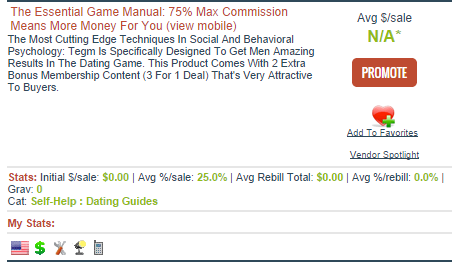 The Essential Game Manual: 75% Max Commission
Means More Money For You (view mobile)
The Most Cutting Edge Techniques In Social And Behavioral
Psychology: Tegm Is Specifically Designed To Get Men Amazing
Results In The Dating Game. This Product Comes With 2 Extra
Bonus Membership Content (3 For 1 Deal) That's Very Attractive
To Buyers.
Avg $/sale
N/A*
PROMOTE
Add To Favorites
Vendor Spotlight
Stats: Initial $/sale: $0.00 | Avg %/sale: 25.0% | Avg Rebill Total: $0.00 | Avg %/rebill: 0.0% |
Grav: 0
Cat: Self-Help : Dating Guides
My Stats:
$